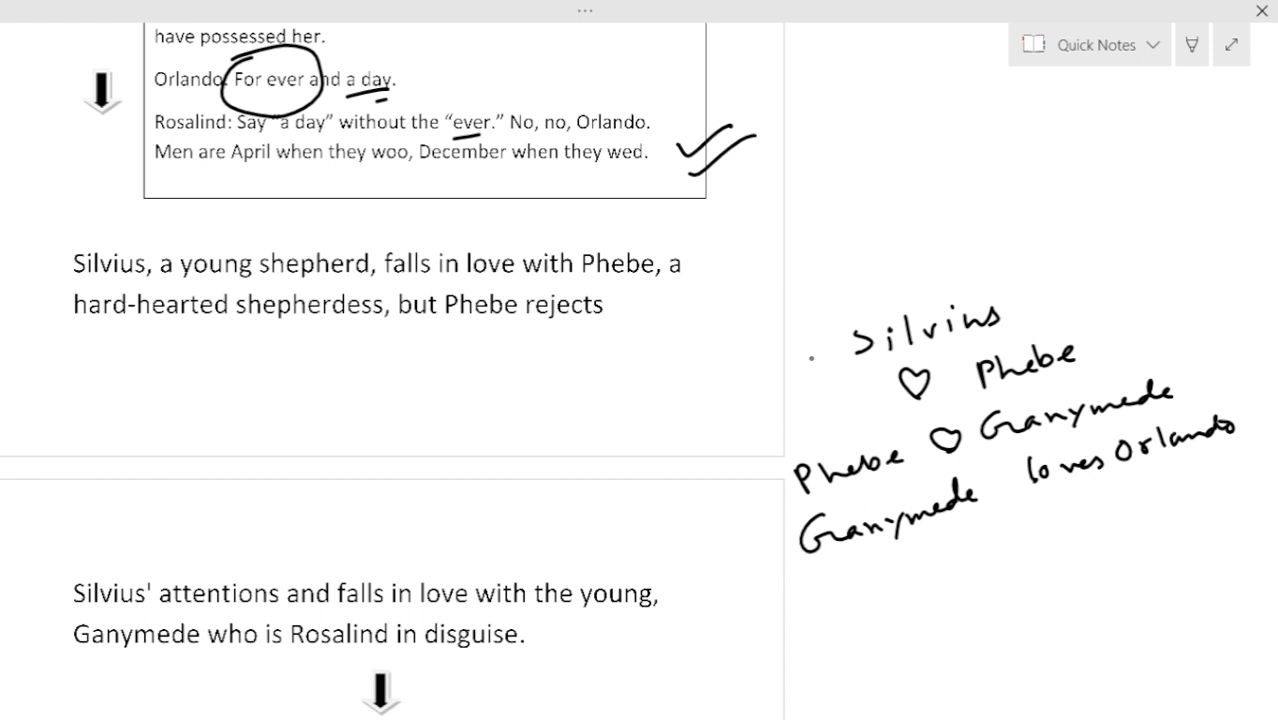 have possessed her.
Quick Notes
Orlando: For ever and a day.
Rosalind: Say "a day" without the "ever." No, no, Orlando.
Men are April when they woo, December when they wed.
Silvius, a young shepherd, falls in love with Phebe, a
hard-hearted shepherdess, but Phebe rejects
Silvius
♡ Phebe
Phebe ♡ Ganymede
Ganymede loves Orlando
Silvius' attentions and falls in love with the young,
Ganymede who is Rosalind in disguise.